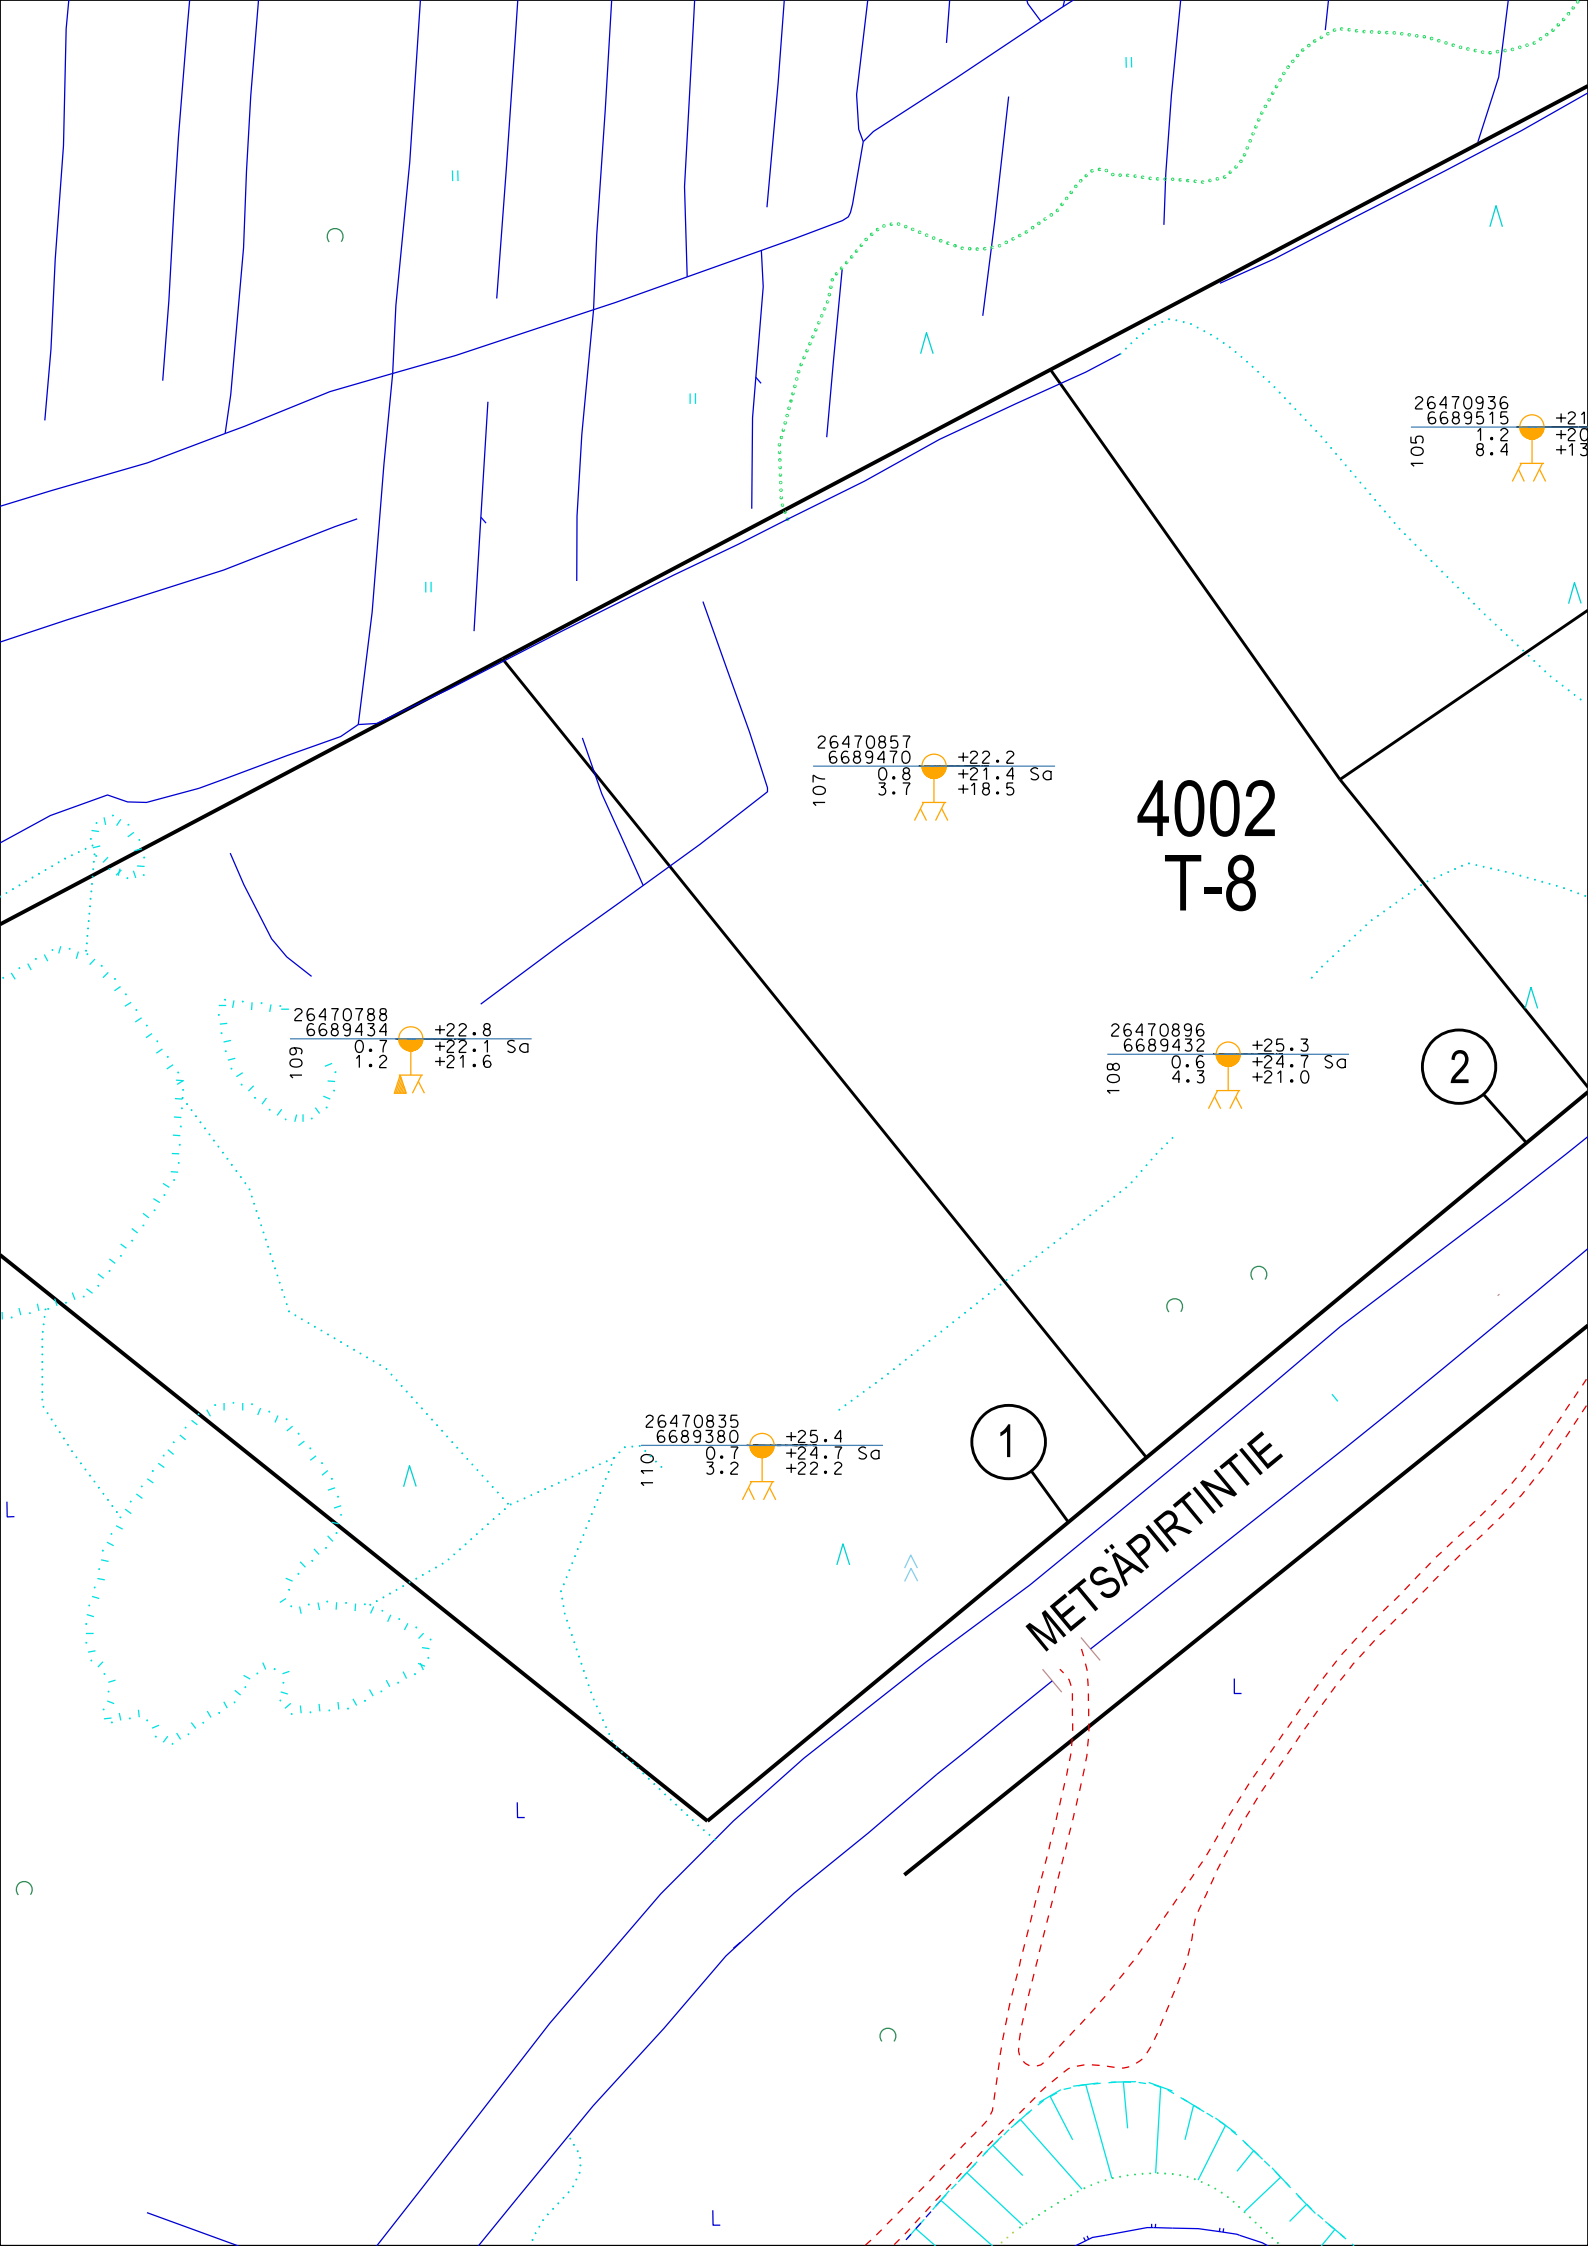 26470936
6689515 +21
1.2 +20
8.4 +13
105
26470857
6689470 +22.2
0.8 +21.4 Sa
3.7 +18.5
107
4002
T-8
26470788
6689434 +22.8
0.7 +22.1 Sa
1.2 +21.6
109
26470896
6689432 +25.3
0.6 +24.7 Sa
4.3 +21.0
108
2
26470835
6689380 +25.4
0.7 +24.7 Sa
3.2 +22.2
110
1
METSÄPIRTINTIE
L
L
L
L